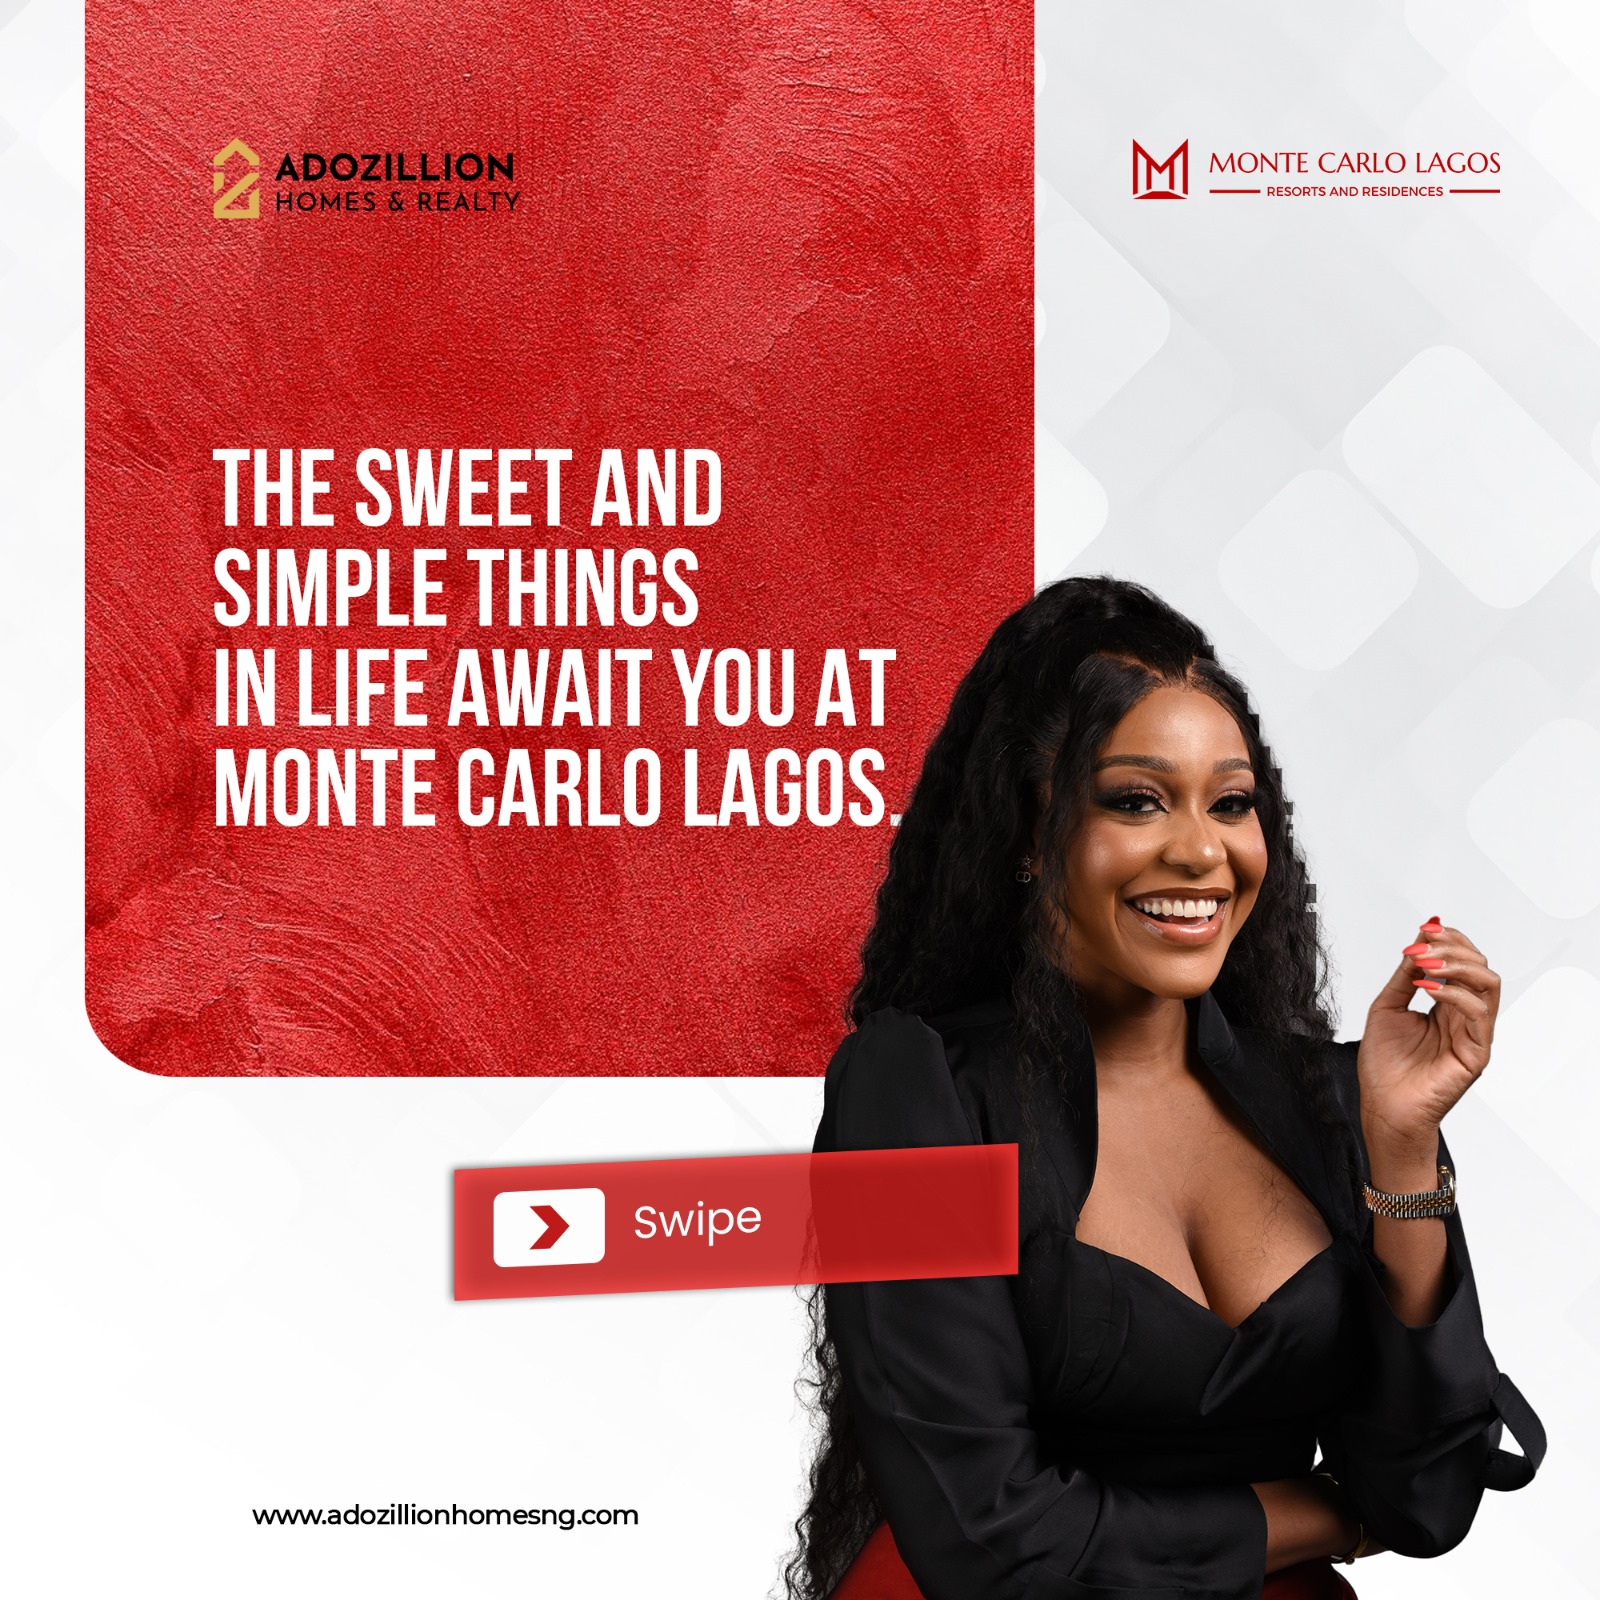 ADOZILLION
HOMES & REALTY
MONTE CARLO LAGOS
RESORTS AND RESIDENCES
THE SWEET AND
SIMPLE THINGS
IN LIFE AWAIT YOU AT
MONTE CARLO LAGOS.
Swipe
www.adozillionhomesng.com